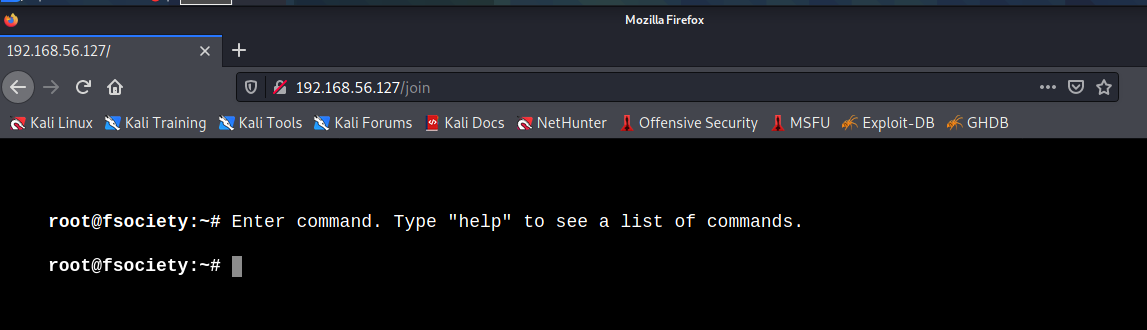 Mozilla Firefox
192.168.56.127/
192.168.56.127/join
Kali Linux Kali Training Kali Tools Kali Forums Kali Docs NetHunter Offensive Security MSFU Exploit-DB GHDB
root@fsociety:~# Enter command. Type "help" to see a list of commands.
root@fsociety:~#